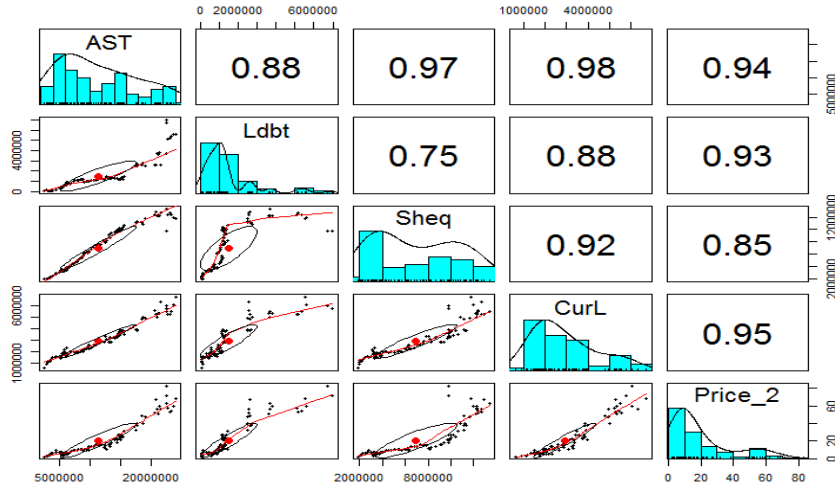 0 2000000 6000000 1000000 4000000
AST 0.88 0.97 0.98 0.94
5000000
Ldbt 0.75 0.88 0.93
0 4000000
Sheq 0.92 0.85
2000000 12000000
CurL 0.95
1000000 6000000
Price_2
0 20 60
5000000 20000000 2000000 8000000 0 20 40 60 80